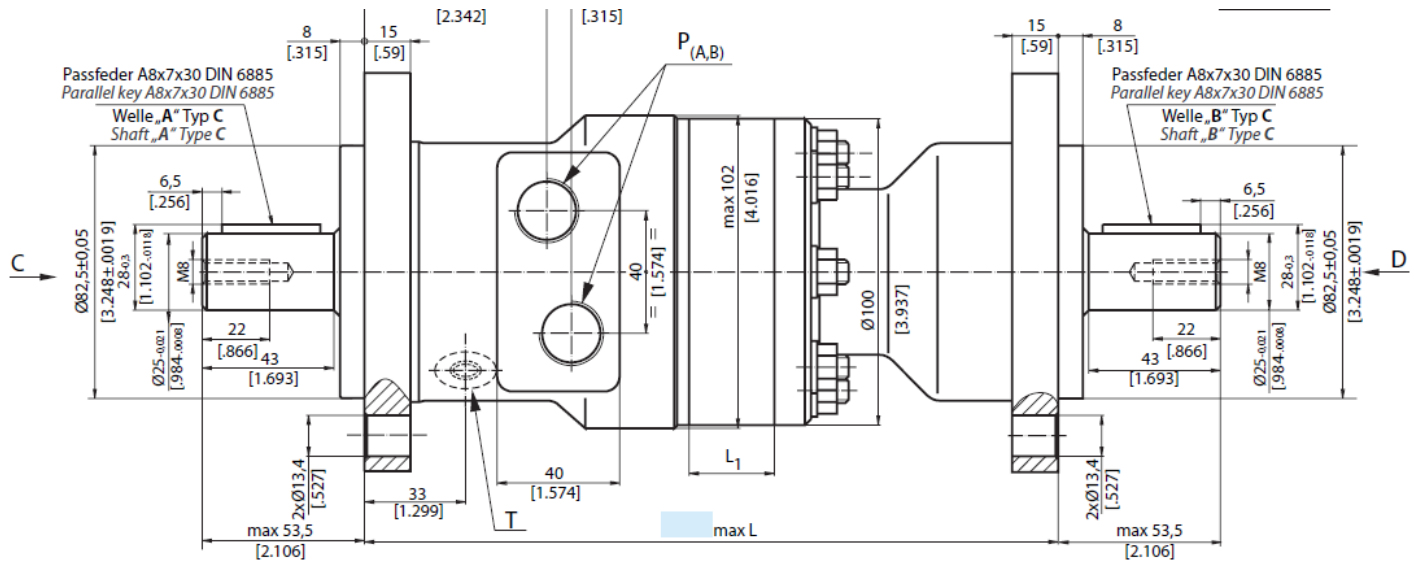 [2.342]
[.315]
8
[.315]
15
[.59]
P(A,B)
15
[.59]
8
[.315]
Passfeder A8x7x30 DIN 6885
Parallel key A8x7x30 DIN 6885
Welle „A“ Typ C
Shaft „A“ Type C
Passfeder A8x7x30 DIN 6885
Parallel key A8x7x30 DIN 6885
Welle „B“ Typ C
Shaft „B“ Type C
6,5
[.256]
6,5
[.256]
C
Ø82,5±0,05
[3.248±.0019]
28-0,3
[1.102-.0118]
M8
40
[1.574]
=
=
max 102
[4.016]
Ø100
[3.937]
M8
28-0,3
[1.102-.0118]
Ø82,5±0,05
[3.248±.0019]
D
22
[.866]
43
[1.693]
Ø25-0,021
[.984-.0008]
22
[.866]
43
[1.693]
Ø25-0,021
[.984-.0008]
2xØ13,4
[.527]
33
[1.299]
40
[1.574]
T
L1
2xØ13,4
[.527]
max 53,5
[2.106]
max L
max 53,5
[2.106]